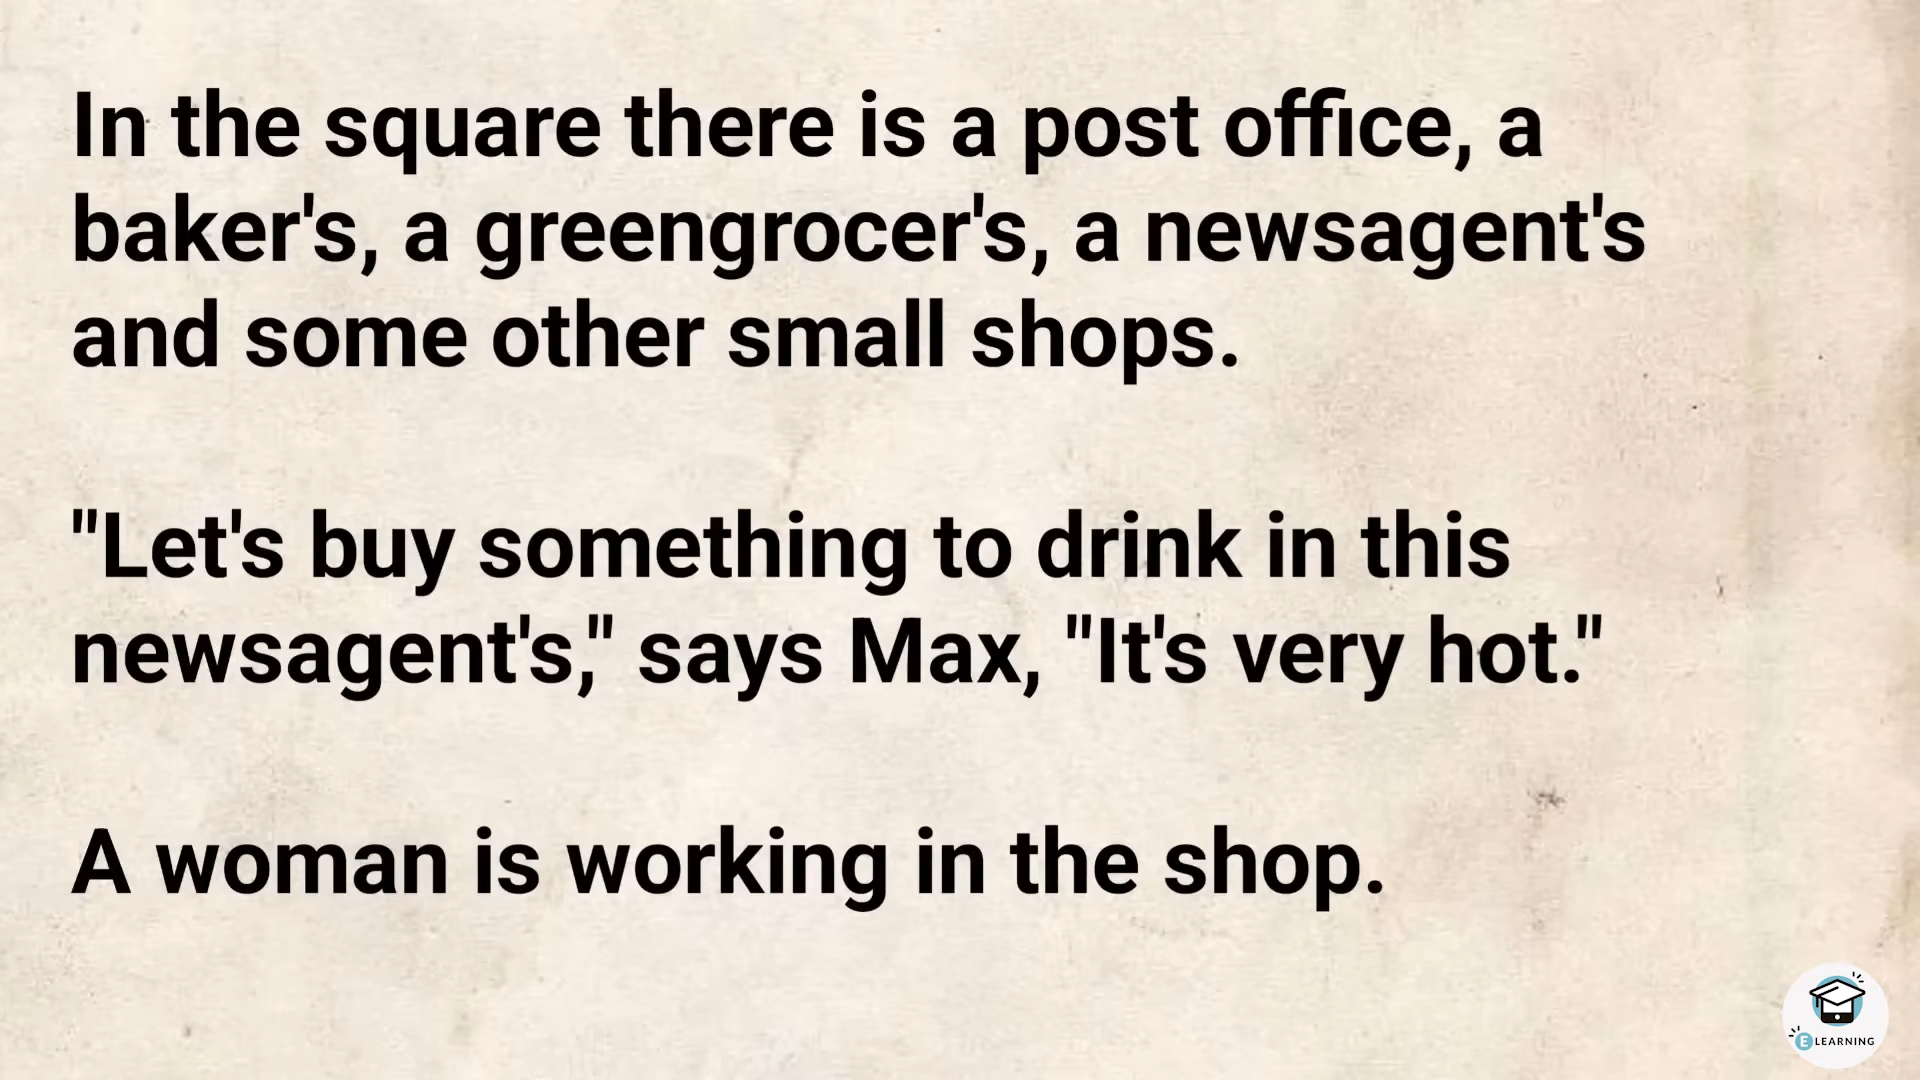 In the square there is a post office, a
baker's, a greengrocer's, a newsagent's
and some other small shops.
"Let's buy something to drink in this
newsagent's," says Max, "It's very hot."
A woman is working in the shop.
E LEARNING